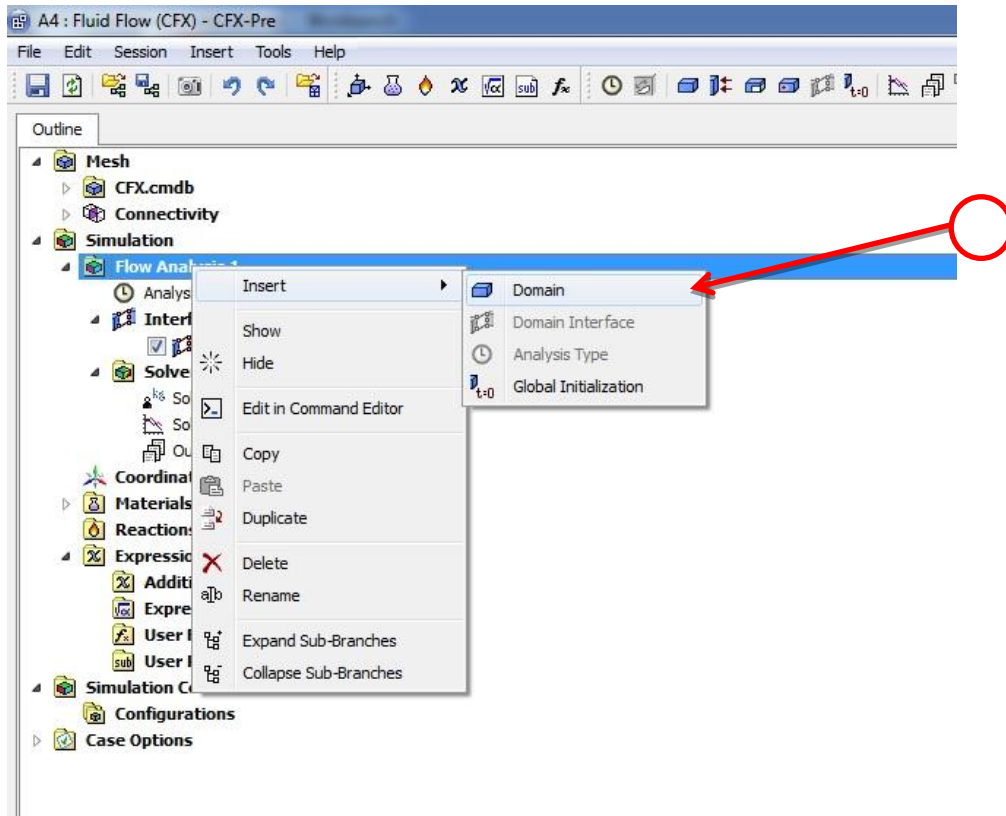 A4 : Fluid Flow (CFX) - CFX-Pre
File Edit Session Insert Tools Help
Outline
Mesh
CFX.cmdb
Connectivity
Simulation
Flow Analysis 1
Insert
Domain
Analys
Domain Interface
Interf
Show
Analysis Type
Hide
Solve
Global Initialization
So
Edit in Command Editor
So
Ou
Copy
Coordinat
Paste
Materials
Duplicate
Reaction
Expressio
Delete
Additi
Rename
Expre
User
Expand Sub-Branches
User
Collapse Sub-Branches
Simulation C
Configurations
Case Options